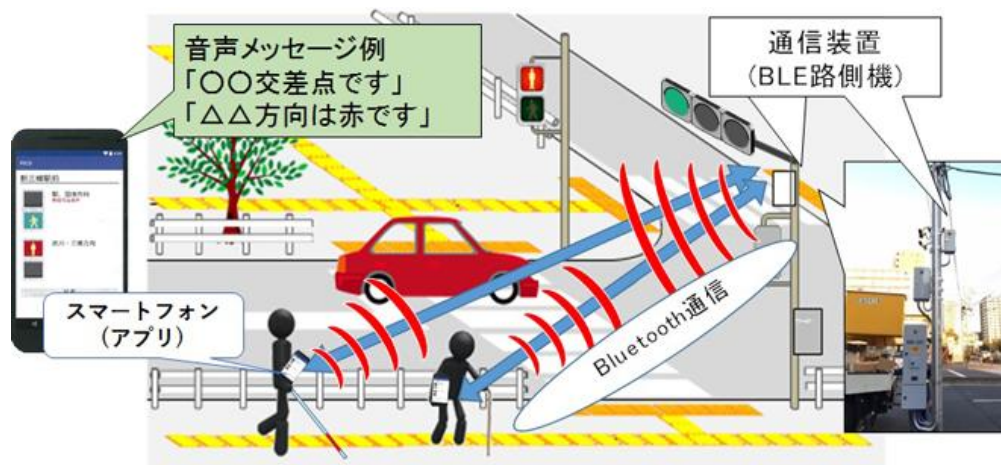 音声メッセージ例
「〇〇交差点です」
「△△方向は赤です」
通信装置
(BLE路側機)
スマートフォン
(アプリ)
Bluetooth通信